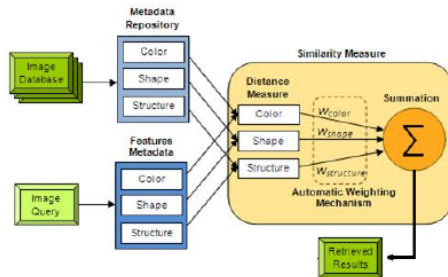 Metadata
Repository
Image
Database
Color
Shape
Structure
Features
Metadata
Image
Query
Color
Shape
Structure
Similarity Measure
Distance
Measure
Color
Shape
Structure
Wcolor
Wshape
Wstructure
Automatic Weighting
Mechanism
Summation
Σ
Retrieved
Results